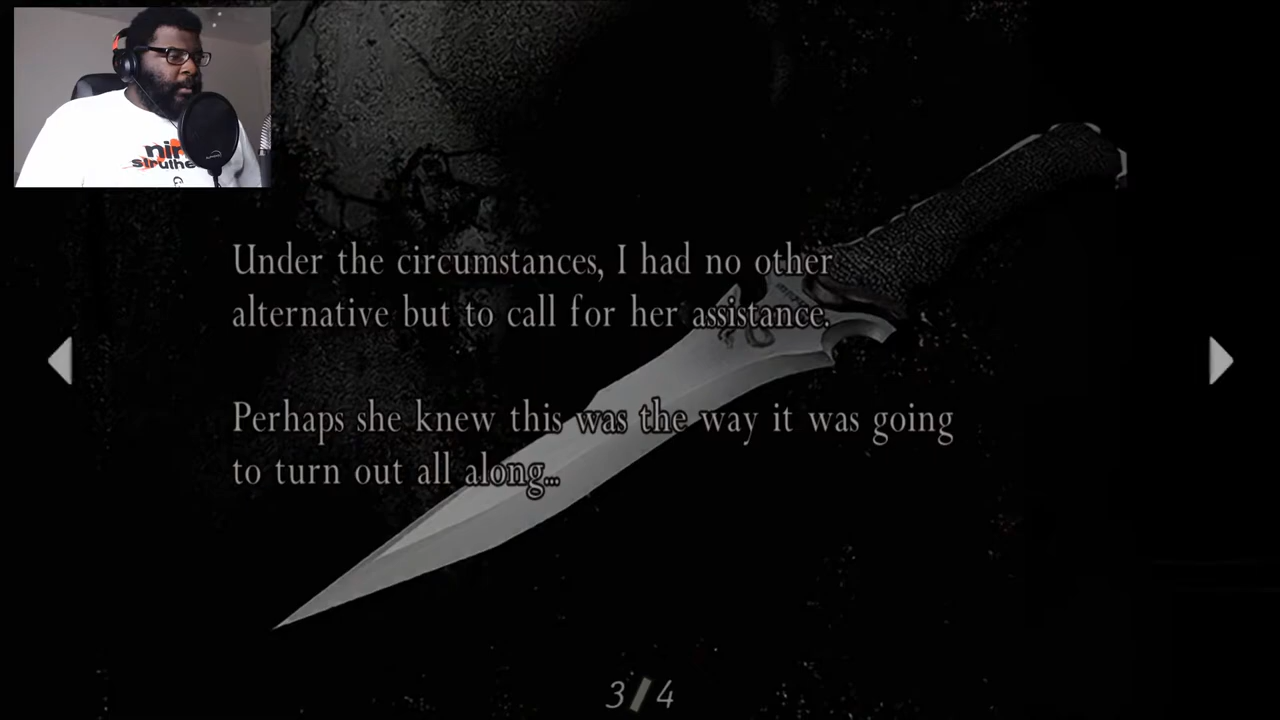 Under the circumstances, I had no other
alternative but to call for her assistance.
Perhaps she knew this was the way it was going
to turn out all along...
3/4